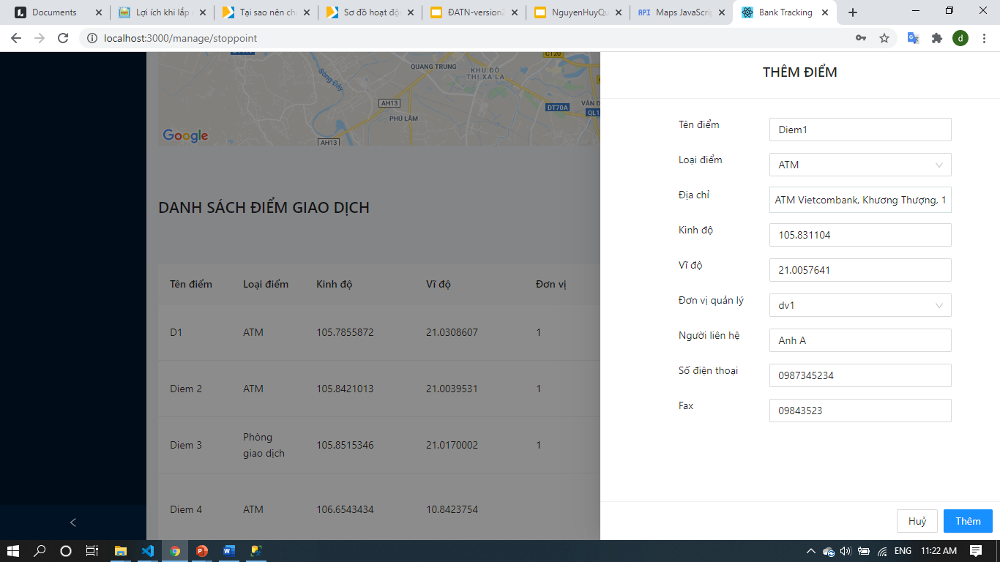 Documents
Lợi ích khi lắp
Tại sao nên ch
Sơ đồ hoạt độ
ĐATN-version2
NguyenHuyQu
API Maps JavaScri
Bank Tracking
localhost:3000/manage/stoppoint
d
CT20
QUANG TRUNG
KHU ĐÔ
THỊ XA LA
Sông Đáy
AH13
DT70A
VĂN Đ
QL1
PHÚ LÃM
Google
AH13
DANH SÁCH ĐIỂM GIAO DỊCH
Tên điểm Loại điểm Kinh độ Vĩ độ Đơn vị
D1 ATM 105.7855872 21.0308607 1
Diem 2 ATM 105.8421013 21.0039531 1
Diem 3 Phòng giao dịch 105.8515346 21.0170002 1
Diem 4 ATM 106.6543434 10.8423754
THÊM ĐIỂM
Tên điểm Diem1
Loại điểm ATM
Địa chỉ ATM Vietcombank, Khương Thượng, 1
Kinh độ 105.831104
Vĩ độ 21.0057641
Đơn vị quản lý dv1
Người liên hệ Anh A
Số điện thoại 0987345234
Fax 09843523
Huỷ Thêm
ENG 11:22 AM